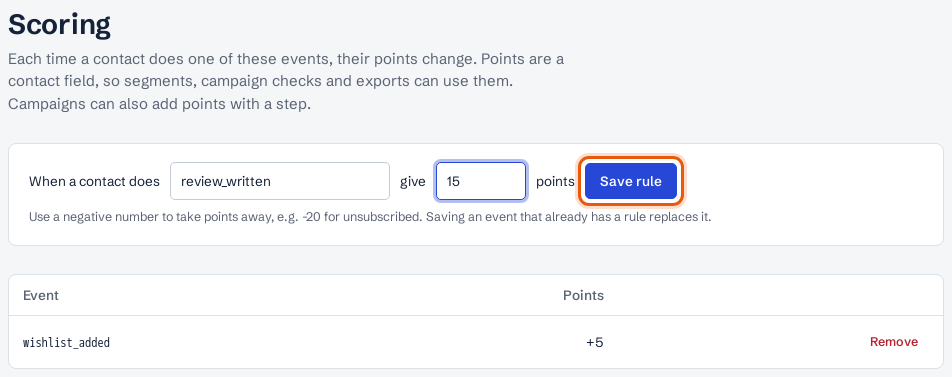 Scoring
Each time a contact does one of these events, their points change. Points are a
contact field, so segments, campaign checks and exports can use them.
Campaigns can also add points with a step.
When a contact does review_written give 15 points Save rule
Use a negative number to take points away, e.g. -20 for unsubscribed. Saving an event that already has a rule replaces it.
Event Points
wishlist_added +5 Remove